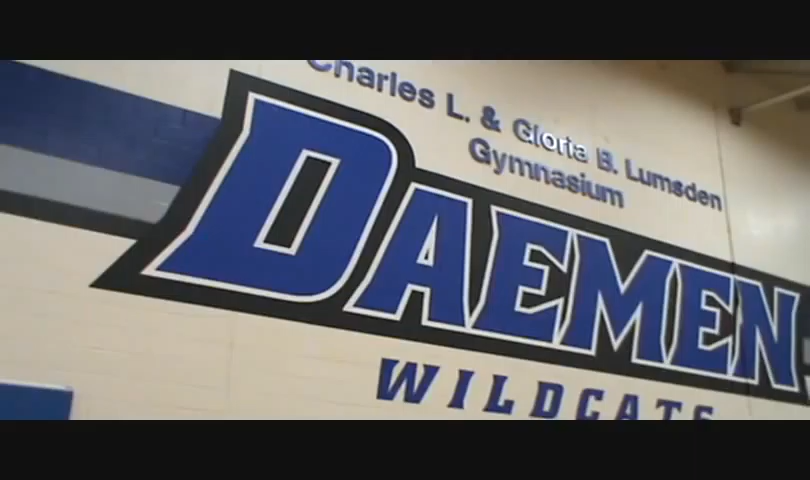 Charles L. & Gloria B. Lumsden
Gymnasium
DAEMEN
WILDCATS